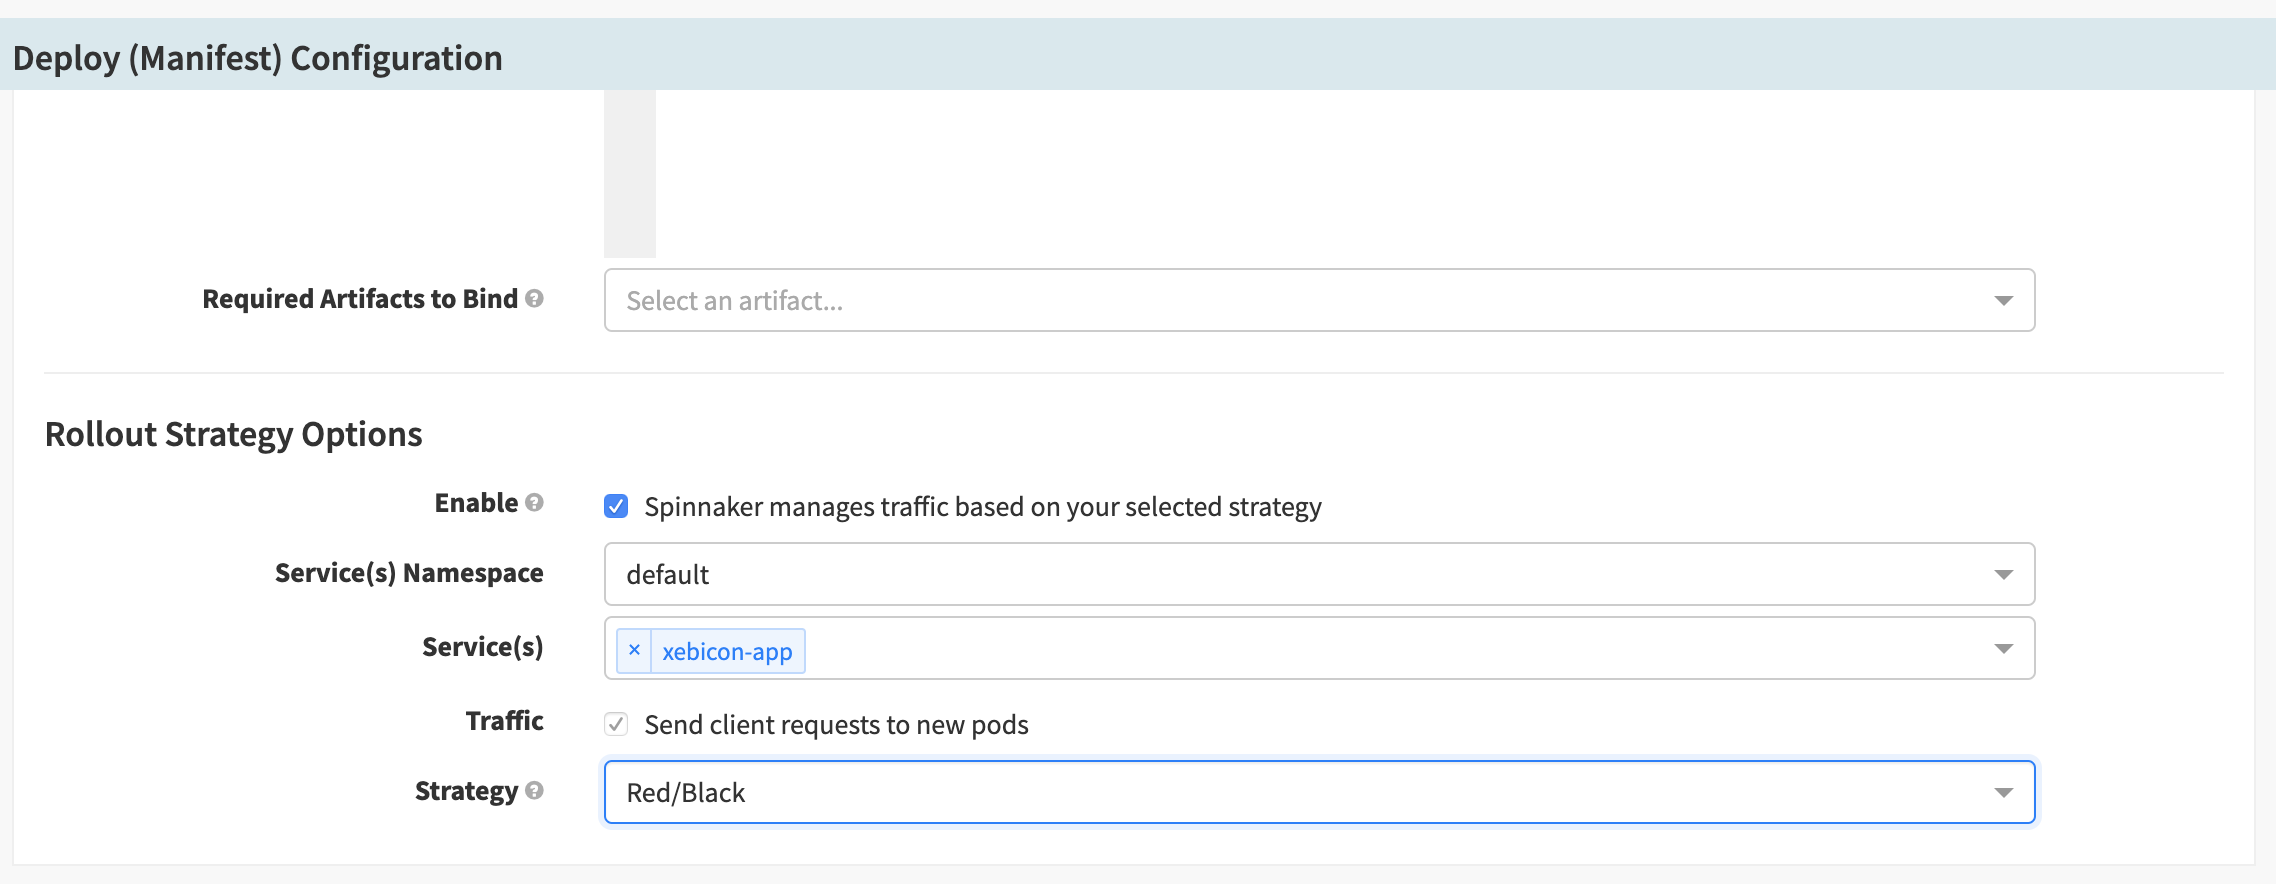 Deploy (Manifest) Configuration
Required Artifacts to Bind ?
Select an artifact...
Rollout Strategy Options
Enable ?
Spinnaker manages traffic based on your selected strategy
Service(s) Namespace
default
Service(s)
× xebicon-app
Traffic
Send client requests to new pods
Strategy ?
Red/Black